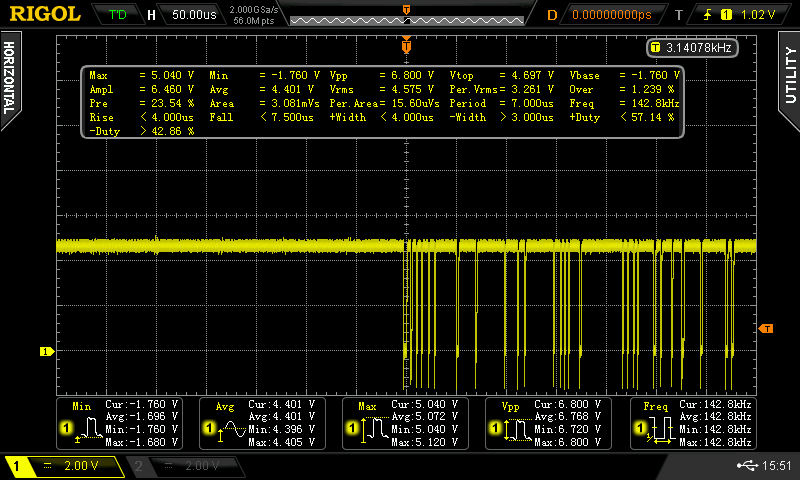 RIGOL T'D H 50.00us 2.000GSa/s 56.0M pts D 0.00000000ps T 1 1.02 V
HORIZONTAL
UTILITY
T
T 3.14078kHz
Max = 5.040 V Min = -1.760 V Vpp = 6.800 V Vtop = 4.697 V Vbase = -1.760 V
Ampl = 6.460 V Avg = 4.401 V Vrms = 4.575 V Per.Vrms= 3.261 V Over = 1.239 %
Pre = 23.54 % Area = 3.081mVs Per.Area= 15.60uVs Period = 7.000us Freq = 142.8kHz
Rise < 4.000us Fall < 7.500us +Width < 4.000us -Width > 3.000us +Duty < 57.14 %
-Duty > 42.86 %
T
1
Min Cur:-1.760 V
Avg:-1.696 V
1 Min:-1.760 V
Max:-1.680 V
Avg Cur:4.401 V
Avg:4.401 V
1 Min:4.396 V
Max:4.405 V
Max Cur:5.040 V
Avg:5.072 V
1 Min:5.040 V
Max:5.120 V
Vpp Cur:6.800 V
Avg:6.768 V
1 Min:6.720 V
Max:6.800 V
Freq Cur:142.8kHz
Avg:142.8kHz
1 Min:142.8kHz
Max:142.8kHz
1 2.00 V 2 2.00 V 15:51